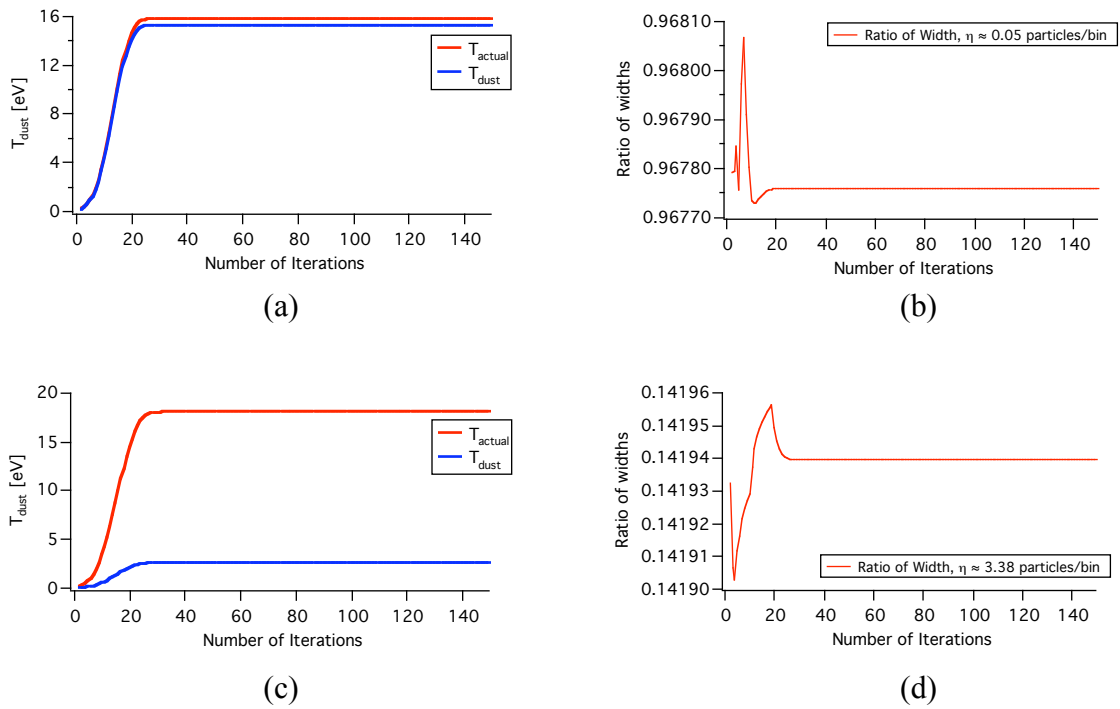 16
12
8
4
0
T_dust [eV]
T_actual
T_dust
0 20 40 60 80 100 120 140
Number of Iterations
(a)
0.96810
0.96800
0.96790
0.96780
0.96770
Ratio of widths
Ratio of Width, η ≈ 0.05 particles/bin
0 20 40 60 80 100 120 140
Number of Iterations
(b)
20
15
10
5
0
T_dust [eV]
T_actual
T_dust
0 20 40 60 80 100 120 140
Number of Iterations
(c)
0.14196
0.14195
0.14194
0.14193
0.14192
0.14191
0.14190
Ratio of widths
Ratio of Width, η ≈ 3.38 particles/bin
0 20 40 60 80 100 120 140
Number of Iterations
(d)